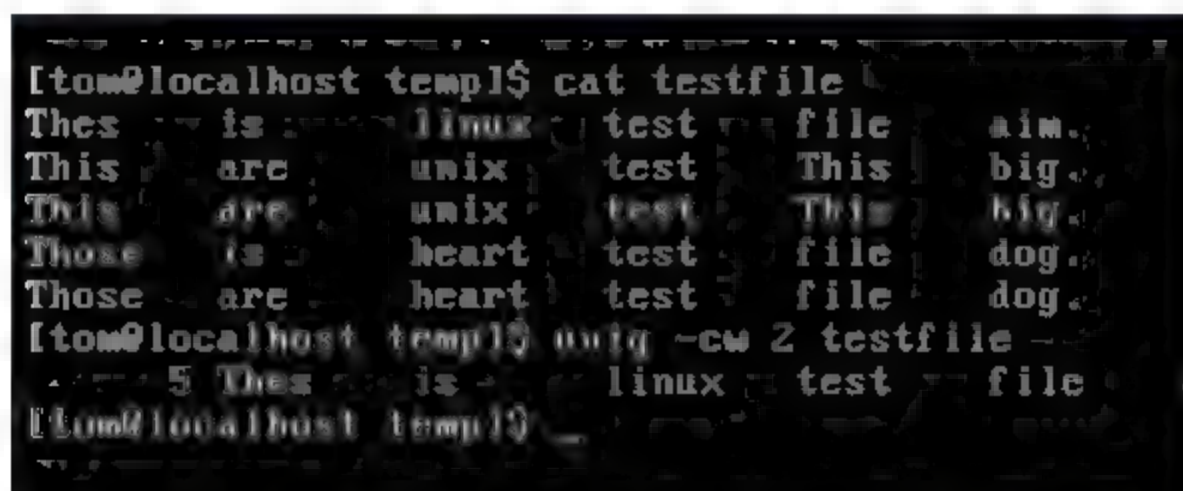 [tom@localhost temp]$ cat testfile
Thes is linux test file aim.
This are unix test This big.
This are unix test This big.
Those is heart test file dog.
Those are heart test file dog.
[tom@localhost temp]$ uniq -cw 2 testfile
5 Thes is linux test file
[tom@localhost temp]$ _